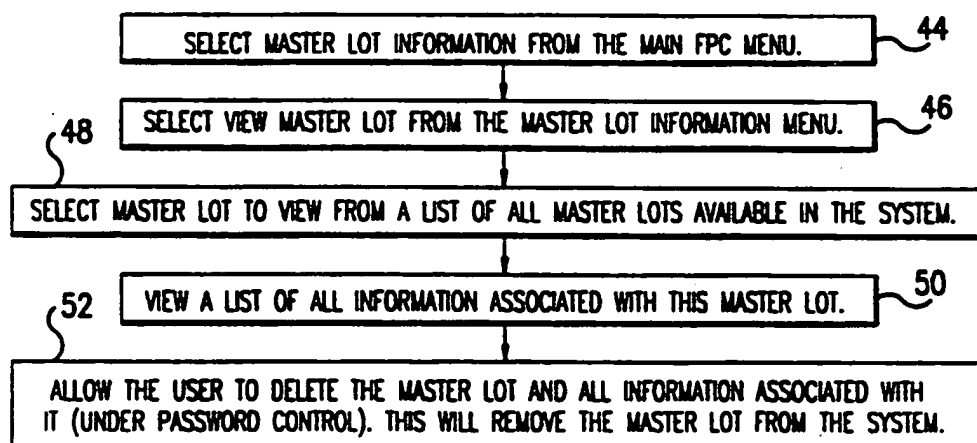 SELECT MASTER LOT INFORMATION FROM THE MAIN FPC MENU.
44
SELECT VIEW MASTER LOT FROM THE MASTER LOT INFORMATION MENU.
46
48
SELECT MASTER LOT TO VIEW FROM A LIST OF ALL MASTER LOTS AVAILABLE IN THE SYSTEM.
VIEW A LIST OF ALL INFORMATION ASSOCIATED WITH THIS MASTER LOT.
50
52
ALLOW THE USER TO DELETE THE MASTER LOT AND ALL INFORMATION ASSOCIATED WITH
IT (UNDER PASSWORD CONTROL). THIS WILL REMOVE THE MASTER LOT FROM THE SYSTEM.